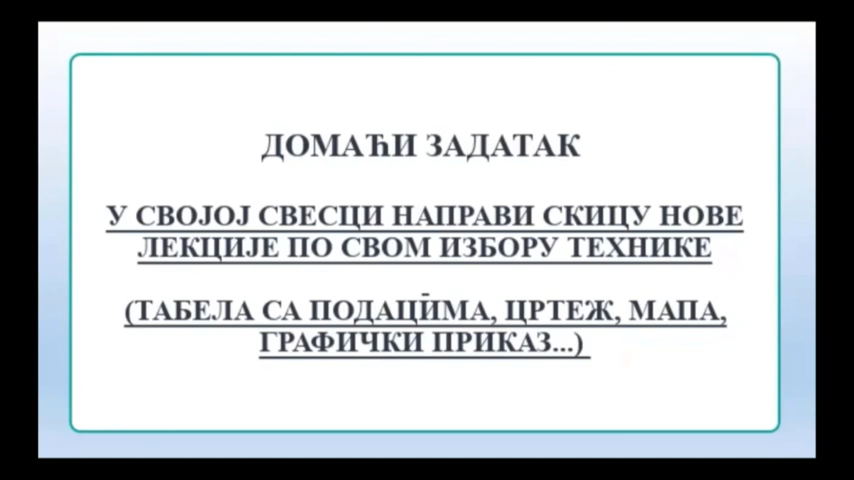 ДОМАЋИ ЗАДАТАК
У СВОЈОЈ СВЕСЦИ НАПРАВИ СКИЦУ НОВЕ
ЛЕКЦИЈЕ ПО СВОМ ИЗБОРУ ТЕХНИКЕ
(ТАБЕЛА СА ПОДАЦИМА, ЦРТЕЖ, МАПА,
ГРАФИЧКИ ПРИКАЗ...)